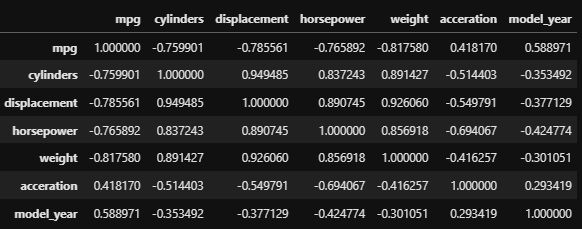 mpg cylinders displacement horsepower weight acceration model_year
mpg 1.000000 -0.759901 -0.785561 -0.765892 -0.817580 0.418170 0.588971
cylinders -0.759901 1.000000 0.949485 0.837243 0.891427 -0.514403 -0.353492
displacement -0.785561 0.949485 1.000000 0.890745 0.926060 -0.549791 -0.377129
horsepower -0.765892 0.837243 0.890745 1.000000 0.856918 -0.694067 -0.424774
weight -0.817580 0.891427 0.926060 0.856918 1.000000 -0.416257 -0.301051
acceration 0.418170 -0.514403 -0.549791 -0.694067 -0.416257 1.000000 0.293419
model_year 0.588971 -0.353492 -0.377129 -0.424774 -0.301051 0.293419 1.000000